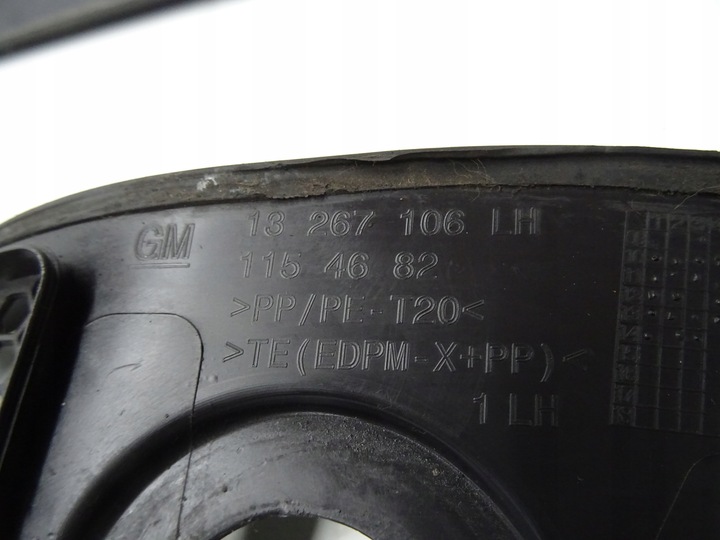 GM 13 267 106 LH
115 46 82
>PP/PE-T20<
>TE(EDPM-X+PP)<
1 LH